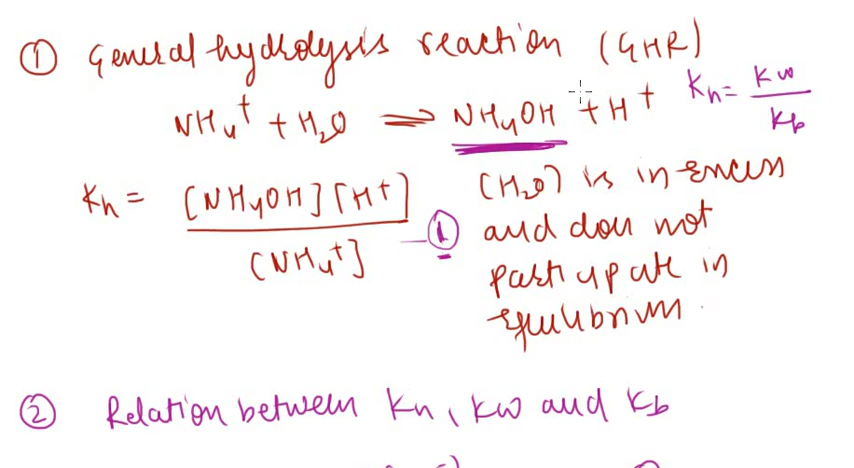 ① General hydrolysis reaction (GHR)
NH₄⁺ + H₂O ⇌ NH₄OH + H⁺
Kh = Kw / Kb
Kh = [NH₄OH][H⁺] / [NH₄⁺] — ①
[H₂O] is in excess
and does not
participate in
equilibrium.
② Relation between Kh, Kw and Kb